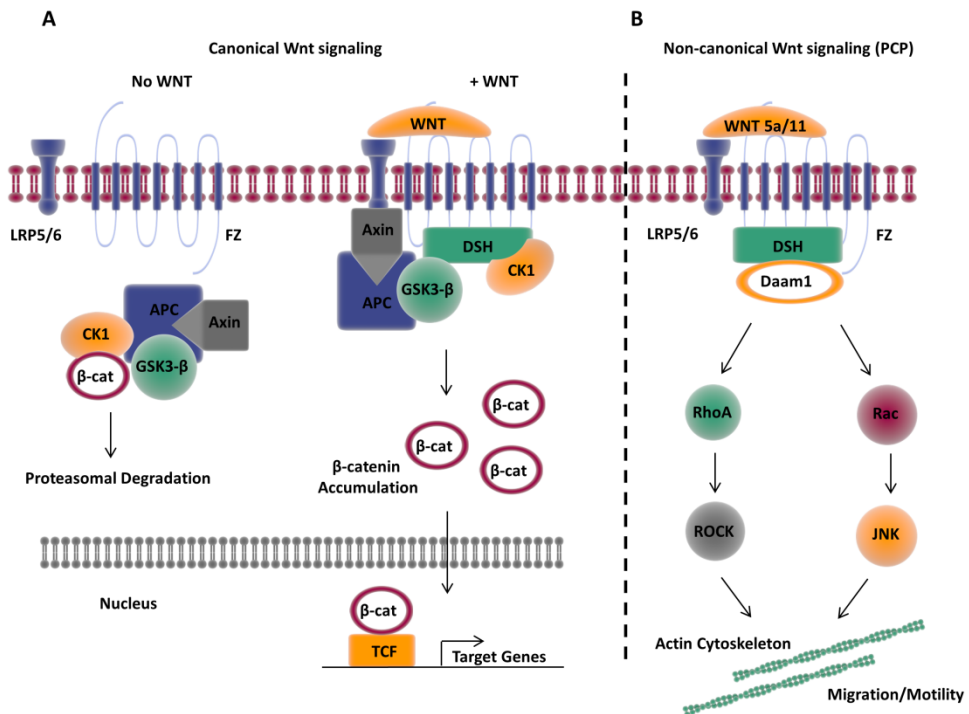 A
B
Canonical Wnt signaling
Non-canonical Wnt signaling (PCP)
No WNT
+ WNT
WNT
WNT 5a/11
LRP5/6
FZ
Axin
DSH
CK1
APC
GSK3-β
LRP5/6
FZ
DSH
Daam1
APC
Axin
CK1
GSK3-β
β-cat
RhoA
Rac
β-cat
β-cat
β-cat
Proteasomal Degradation
β-catenin
Accumulation
ROCK
JNK
Nucleus
β-cat
TCF
Target Genes
Actin Cytoskeleton
Migration/Motility